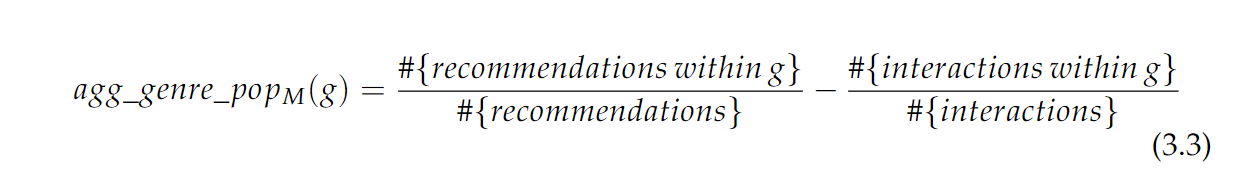 agg_genre_pop_M(g) = #{recommendations within g} / #{recommendations} − #{interactions within g} / #{interactions}
(3.3)